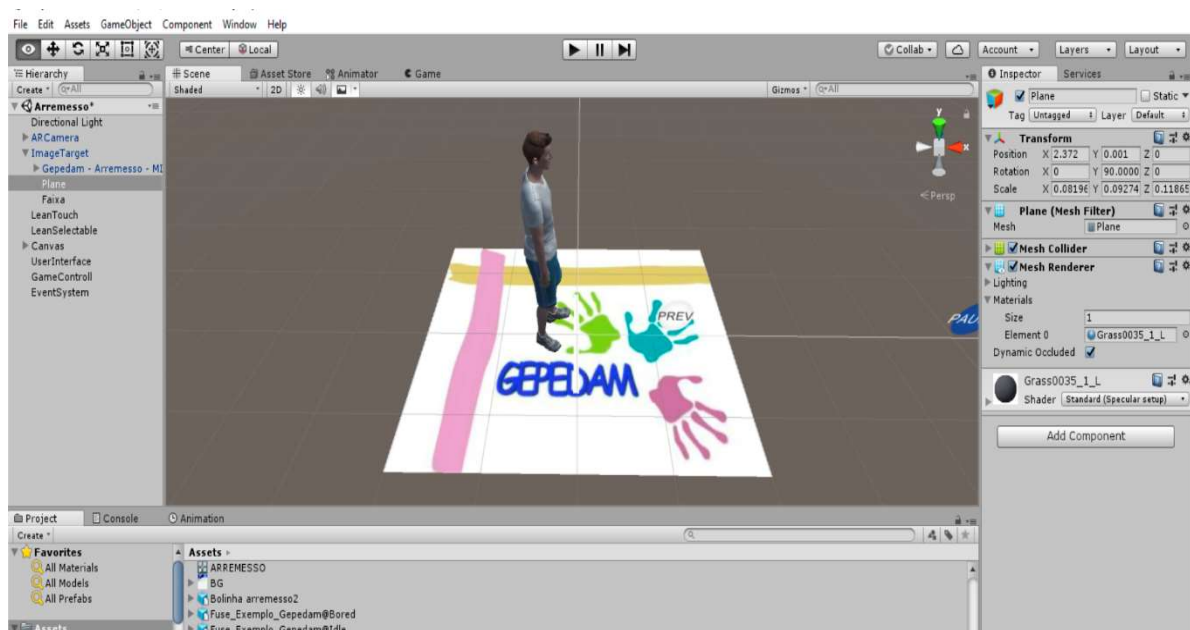 File Edit Assets GameObject Component Window Help
Center Local
Collab Account Layers Layout
Hierarchy
Create All
Arremesso*
Directional Light
ARCamera
ImageTarget
Gepedam - Arremesso - MI
Plane
Faixa
LeanTouch
LeanSelectable
Canvas
UserInterface
GameControll
EventSystem
Scene Asset Store Animator Game
Shaded 2D Gizmos All
y
x
Persp
PREV
PAU
GEPEDAM
Inspector Services
Plane Static
Tag Untagged Layer Default
Transform
Position X 2.372 Y 0.001 Z 0
Rotation X 0 Y 90.0000 Z 0
Scale X 0.08196 Y 0.09274 Z 0.11865
Plane (Mesh Filter)
Mesh Plane
Mesh Collider
Mesh Renderer
Lighting
Materials
Size 1
Element 0 Grass0035_1_L
Dynamic Occluded
Grass0035_1_L
Shader Standard (Specular setup)
Add Component
Project Console Animation
Create
Favorites
All Materials
All Models
All Prefabs
Assets
Assets
ARREMESSO
BG
Bolinha arremesso2
Fuse_Exemplo_Gepedam@Bored
Fuse_Exemplo_Gepedam@Idle